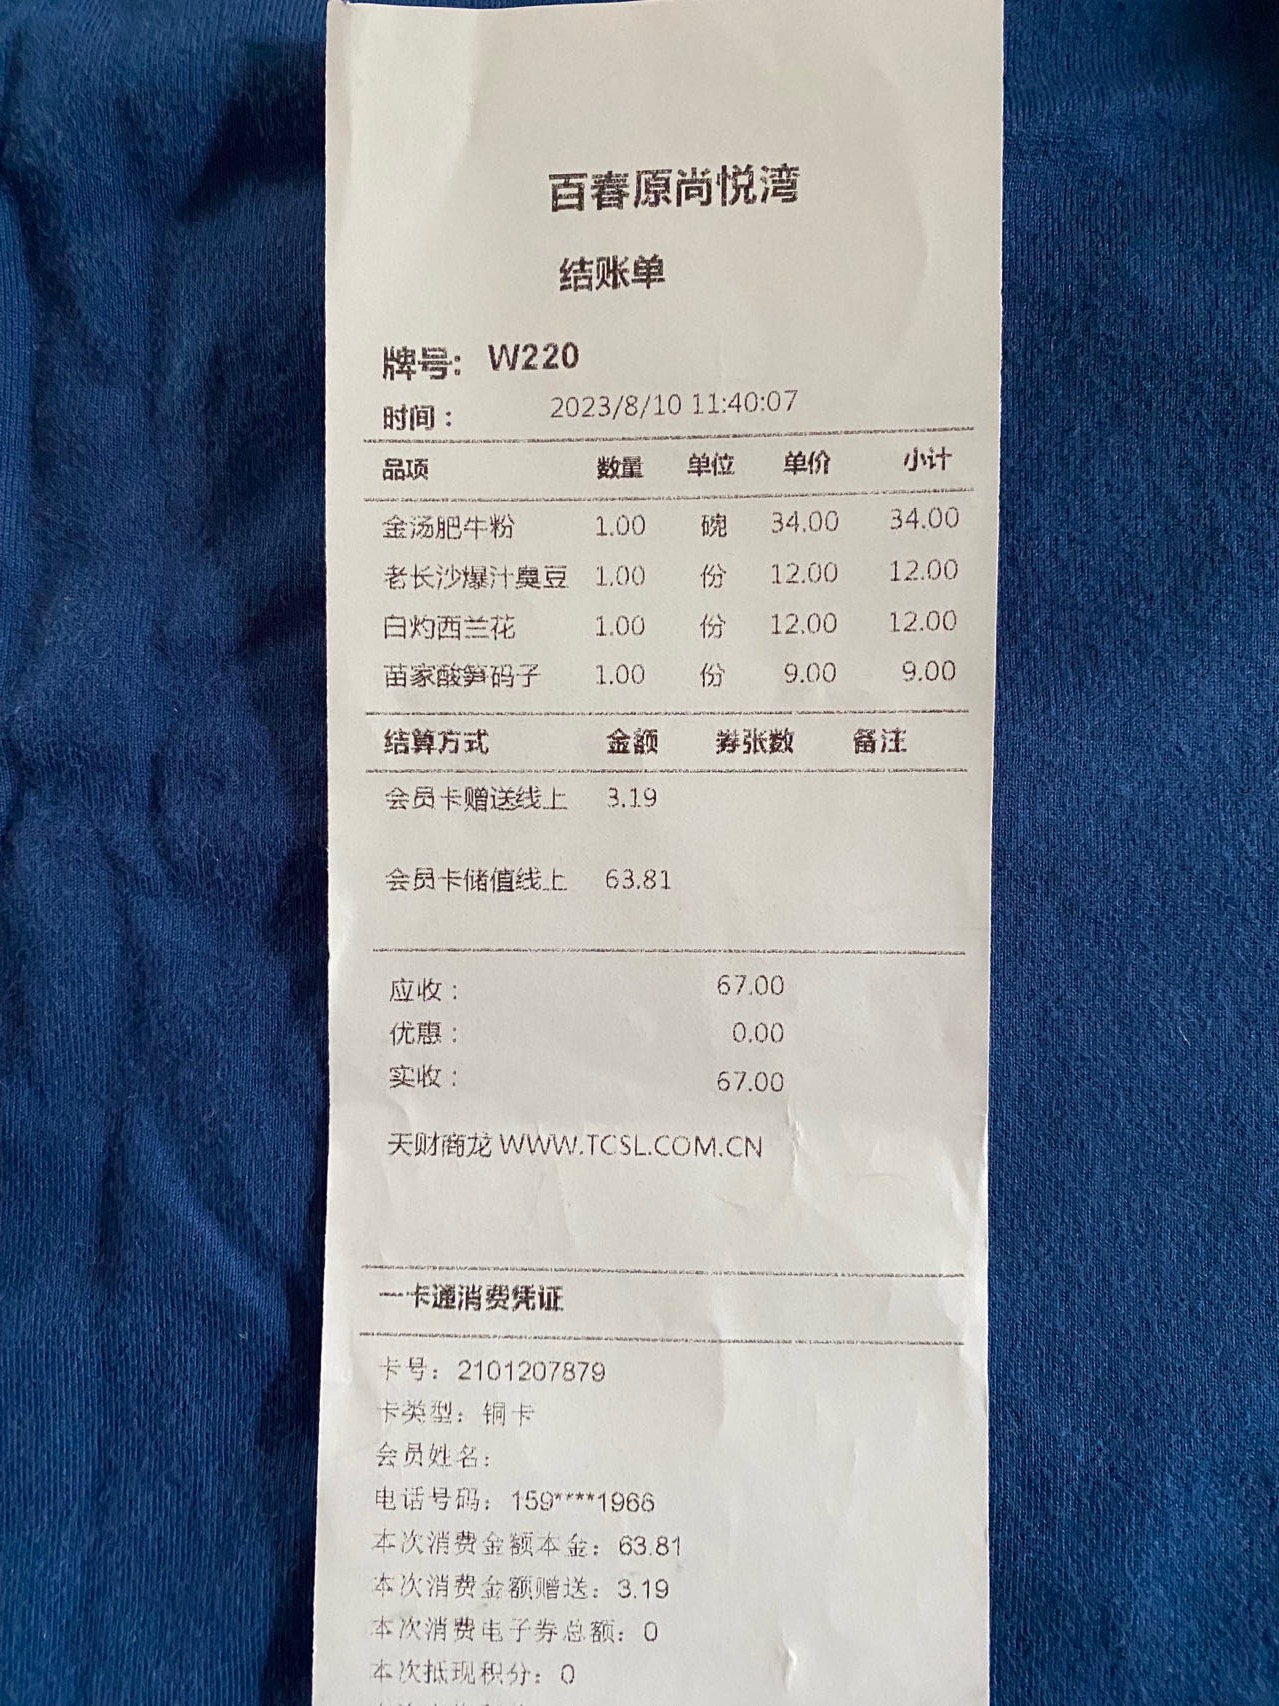 百春原尚悦湾
结账单
牌号: W220
时间: 2023/8/10 11:40:07
品项 数量 单位 单价 小计
金汤肥牛粉 1.00 碗 34.00 34.00
老长沙爆汁臭豆 1.00 份 12.00 12.00
白灼西兰花 1.00 份 12.00 12.00
苗家酸笋码子 1.00 份 9.00 9.00
结算方式 金额 券张数 备注
会员卡赠送线上 3.19
会员卡储值线上 63.81
应收: 67.00
优惠: 0.00
实收: 67.00
天财商龙 WWW.TCSL.COM.CN
一卡通消费凭证
卡号: 2101207879
卡类型: 铜卡
会员姓名:
电话号码: 159****1966
本次消费金额本金: 63.81
本次消费金额赠送: 3.19
本次消费电子券总额: 0
本次抵现积分: 0